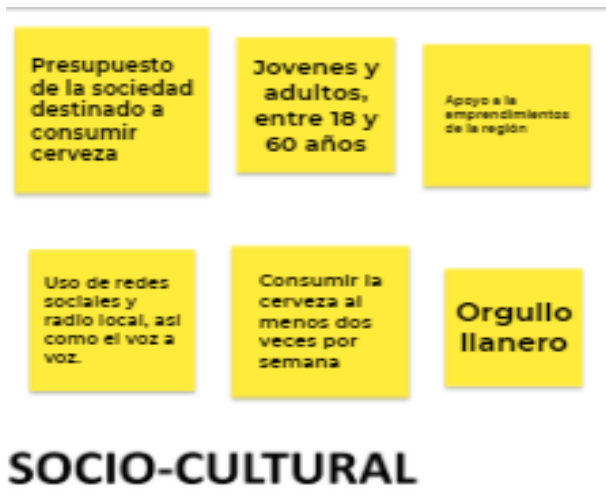 Presupuesto
de la sociedad
destinado a
consumir
cerveza
Jovenes y
adultos,
entre 18 y
60 años
Apoyo a la
emprendimientos
de la región
Uso de redes
sociales y
radio local, asi
como el voz a
voz.
Consumir la
cerveza al
menos dos
veces por
semana
Orgullo
llanero
SOCIO-CULTURAL